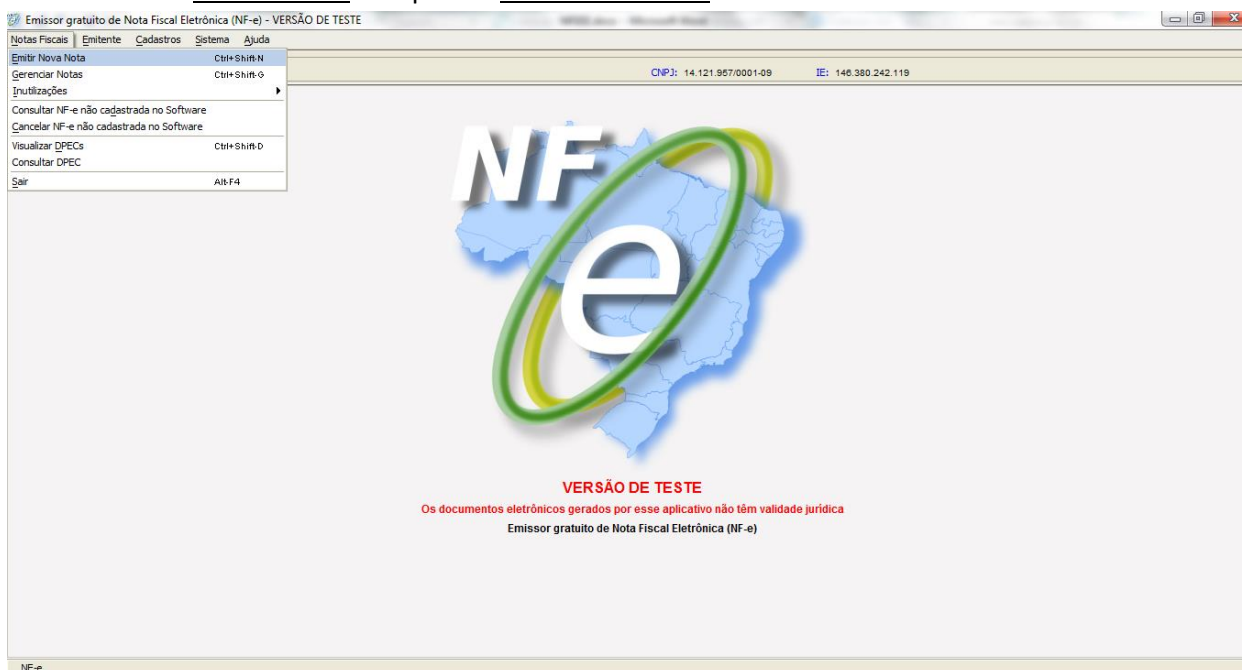 Emissor gratuito de Nota Fiscal Eletrônica (NF-e) - VERSÃO DE TESTE
Notas Fiscais Emitente Cadastros Sistema Ajuda
Emitir Nova Nota Ctrl+Shift-N
Gerenciar Notas Ctrl+Shift-G
CNPJ: 14.121.957/0001-09 IE: 146.380.242.119
Inutilizações
Consultar NF-e não cadastrada no Software
Cancelar NF-e não cadastrada no Software
Visualizar DPECs Ctrl+Shift-D
Consultar DPEC
Sair Alt-F4
NF
e
VERSÃO DE TESTE
Os documentos eletrônicos gerados por esse aplicativo não têm validade jurídica
Emissor gratuito de Nota Fiscal Eletrônica (NF-e)
NF-e